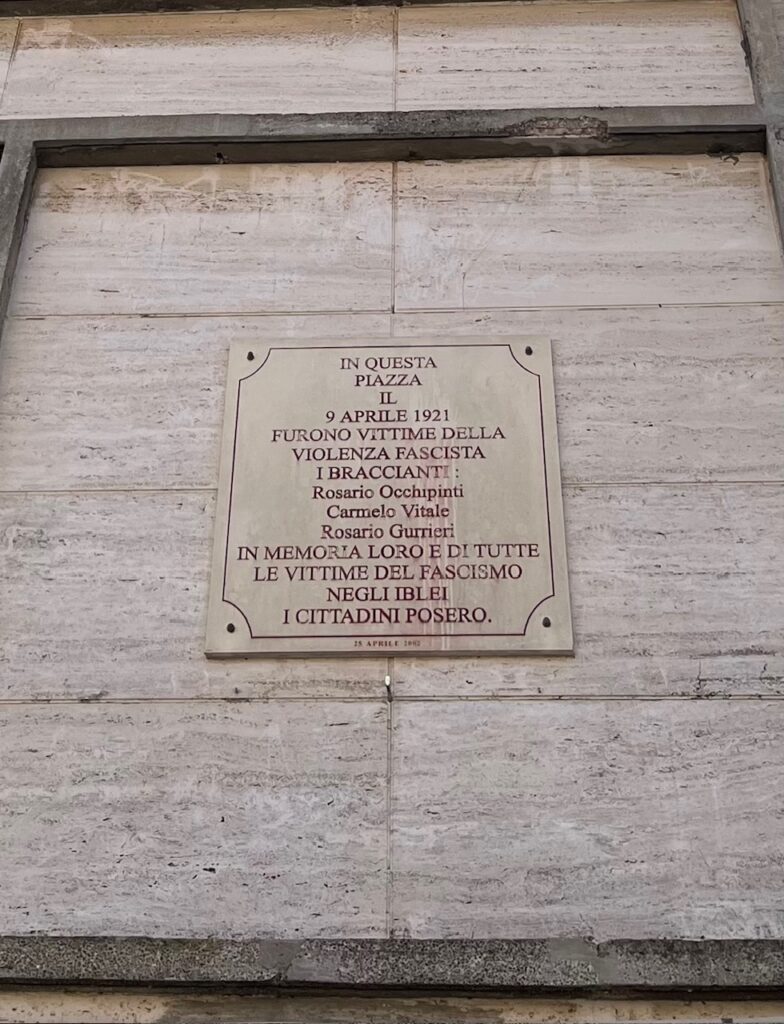 IN QUESTA
PIAZZA
IL
9 APRILE 1921
FURONO VITTIME DELLA
VIOLENZA FASCISTA
I BRACCIANTI :
Rosario Occhipinti
Carmelo Vitale
Rosario Gurrieri
IN MEMORIA LORO E DI TUTTE
LE VITTIME DEL FASCISMO
NEGLI IBLEI
I CITTADINI POSERO.
25 APRILE 2002